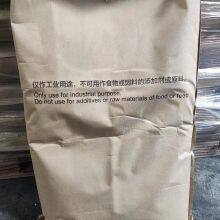 仅作工业用途，不可用作食物或饲料的添加剂或原料。
Only use for industrial purpose.
Do not use for additives or raw materials of food or feed.